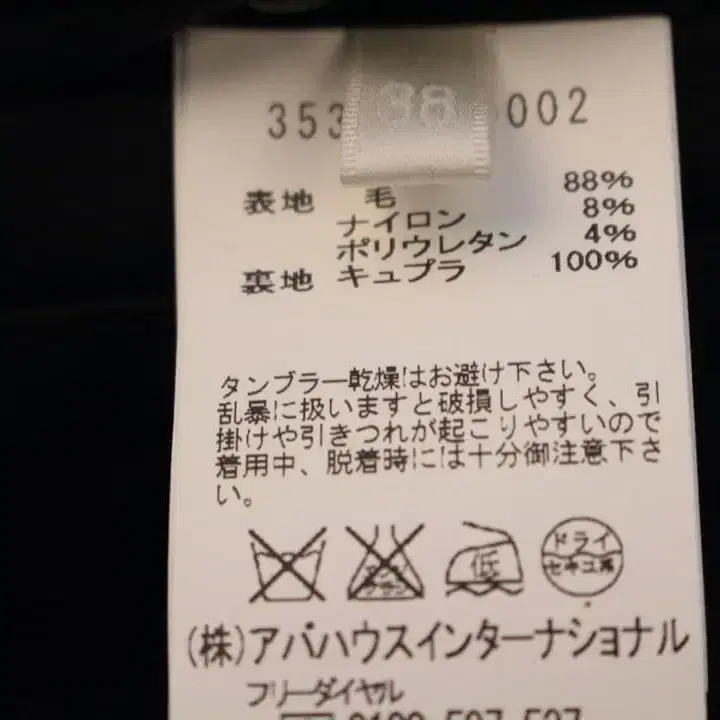 38
353 002
表地 毛 88%
ナイロン 8%
ポリウレタン 4%
裏地 キュプラ 100%
タンブラー乾燥はお避け下さい。
乱暴に扱いますと破損しやすく、引
掛けや引きつれが起こりやすいので
着用中、脱着時には十分御注意下さ
い。
低 ドライ
セキユ系
(株)アバハウスインターナショナル
フリーダイヤル